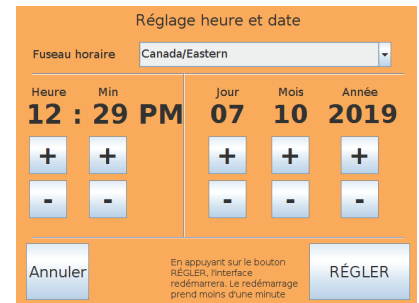 Réglage heure et date
Fuseau horaire Canada/Eastern
Heure Min Jour Mois Année
12 : 29 PM 07 10 2019
+ + + + +
- - - - -
Annuler
En appuyant sur le bouton
RÉGLER, l'interface
redémarrera. Le redémarrage
prend moins d'une minute
RÉGLER